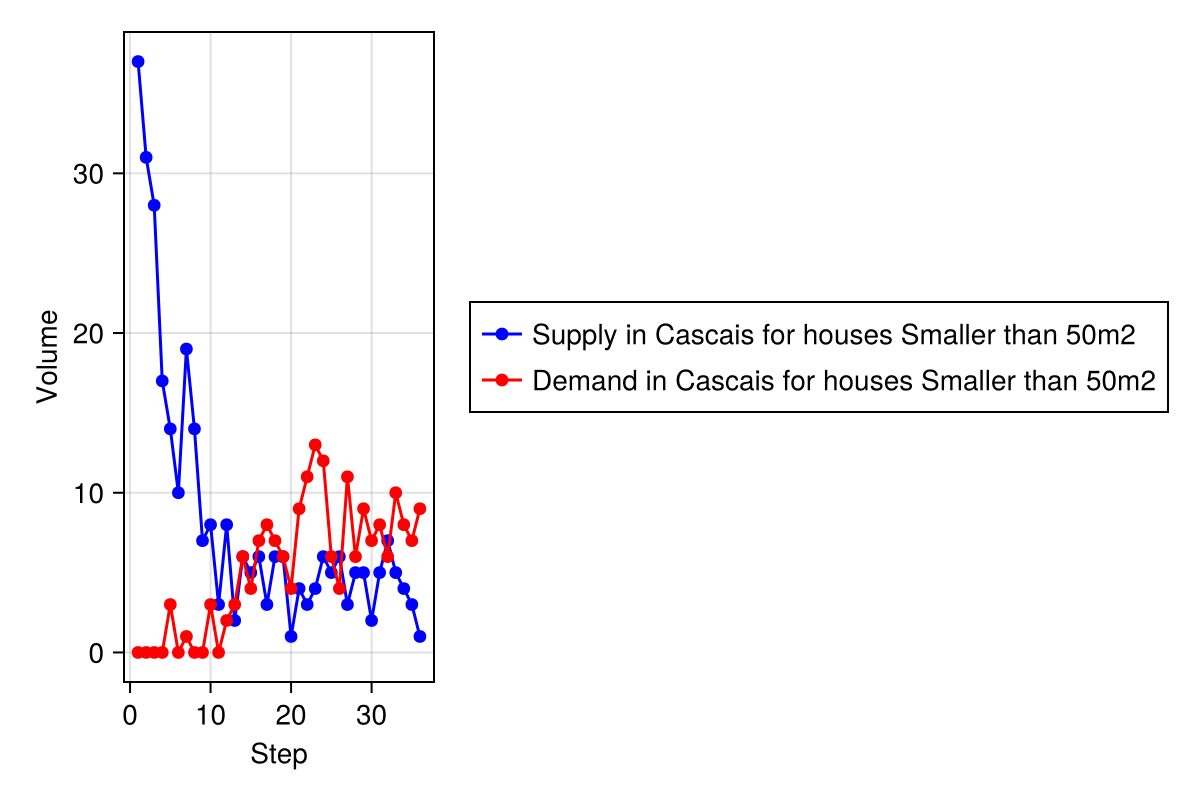 Volume
30
20
10
0
0 10 20 30
Step
Supply in Cascais for houses Smaller than 50m2
Demand in Cascais for houses Smaller than 50m2